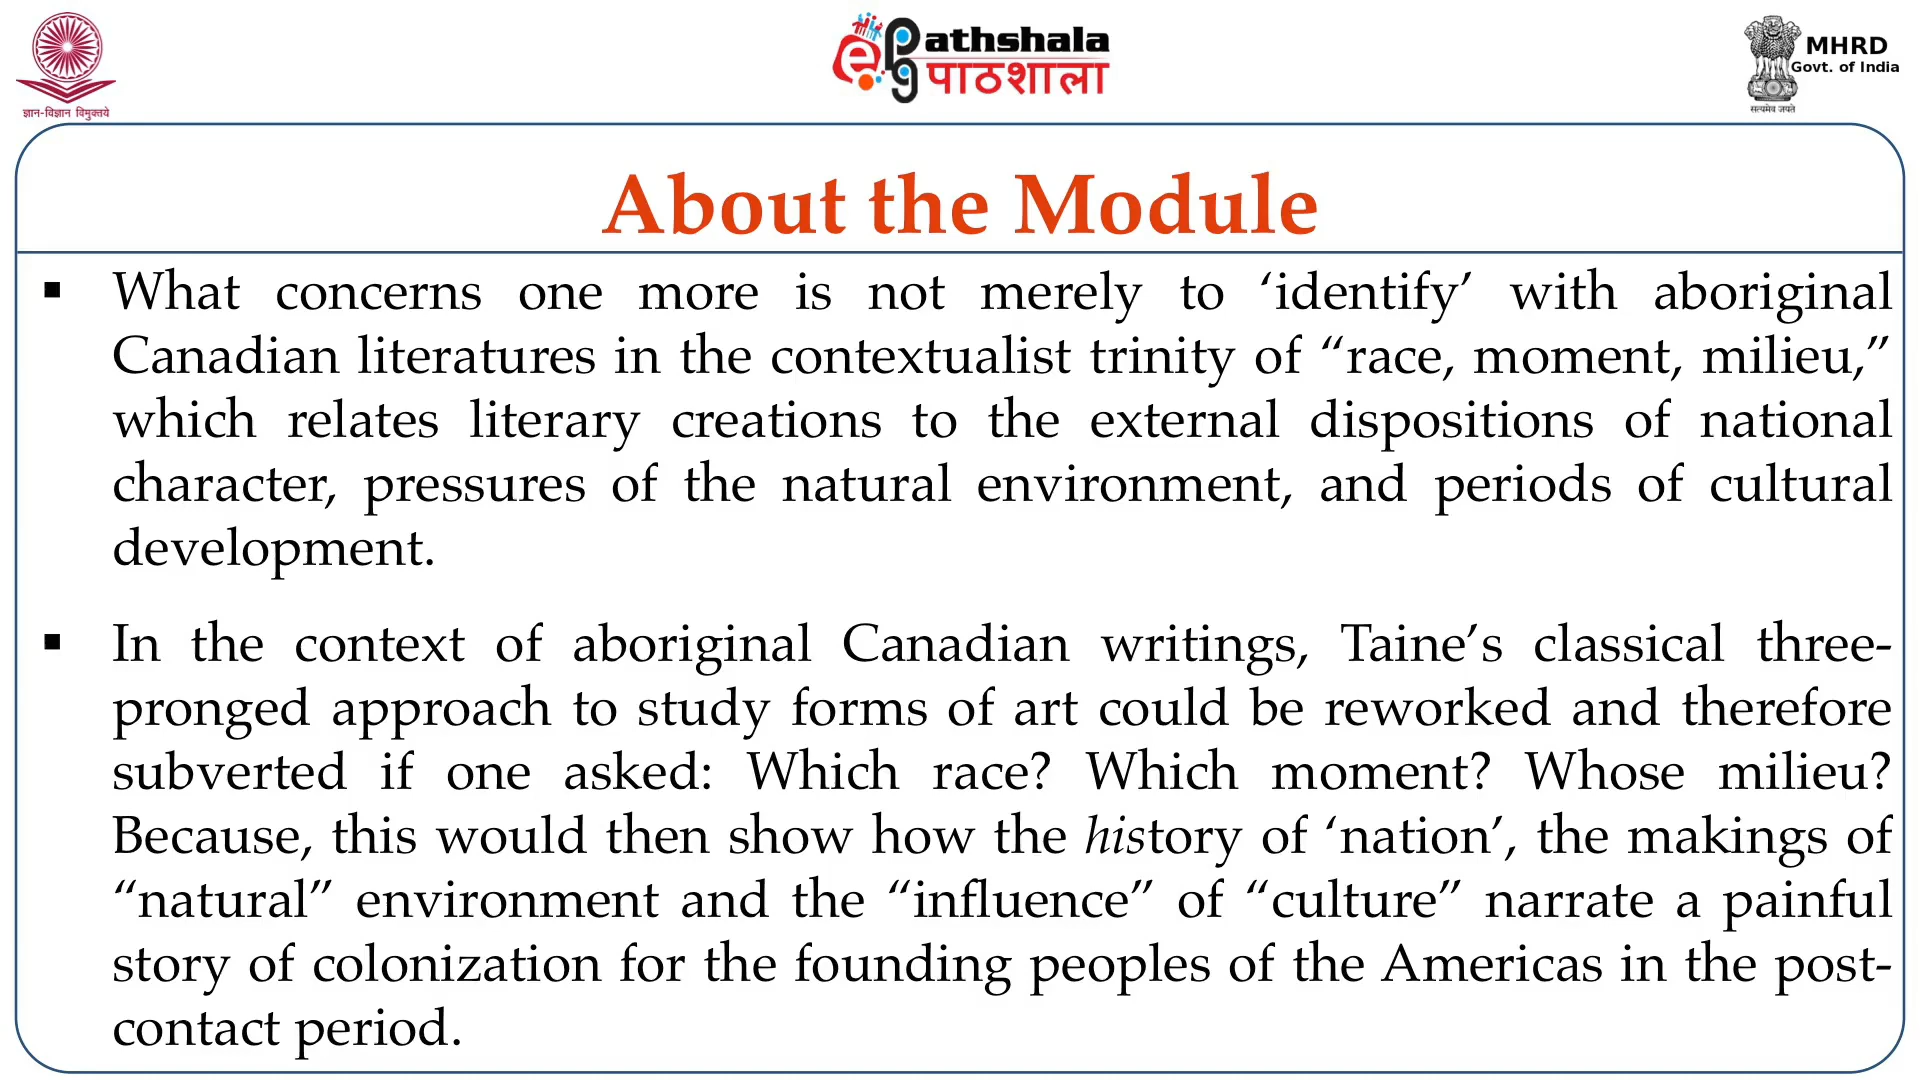 ज्ञान-विज्ञान विमुक्तये
e Pg athshala
पाठशाला
MHRD
Govt. of India
सत्यमेव जयते
About the Module
▪ What concerns one more is not merely to ‘identify’ with aboriginal
Canadian literatures in the contextualist trinity of “race, moment, milieu,”
which relates literary creations to the external dispositions of national
character, pressures of the natural environment, and periods of cultural
development.
▪ In the context of aboriginal Canadian writings, Taine’s classical three-
pronged approach to study forms of art could be reworked and therefore
subverted if one asked: Which race? Which moment? Whose milieu?
Because, this would then show how the history of ‘nation’, the makings of
“natural” environment and the “influence” of “culture” narrate a painful
story of colonization for the founding peoples of the Americas in the post-
contact period.